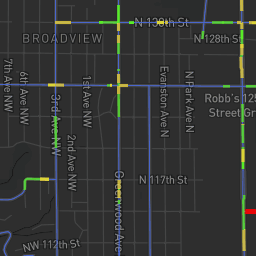 N 130th St
BROADVIEW
N 128th St
7th Ave NW
6th Ave NW
1st Ave NW
3rd Ave NW
2nd Ave NW
Evanston Ave N
N Park Ave N
Robb's 125
Street Gr
Greenwood Ave
N 117th St
NW 112th St